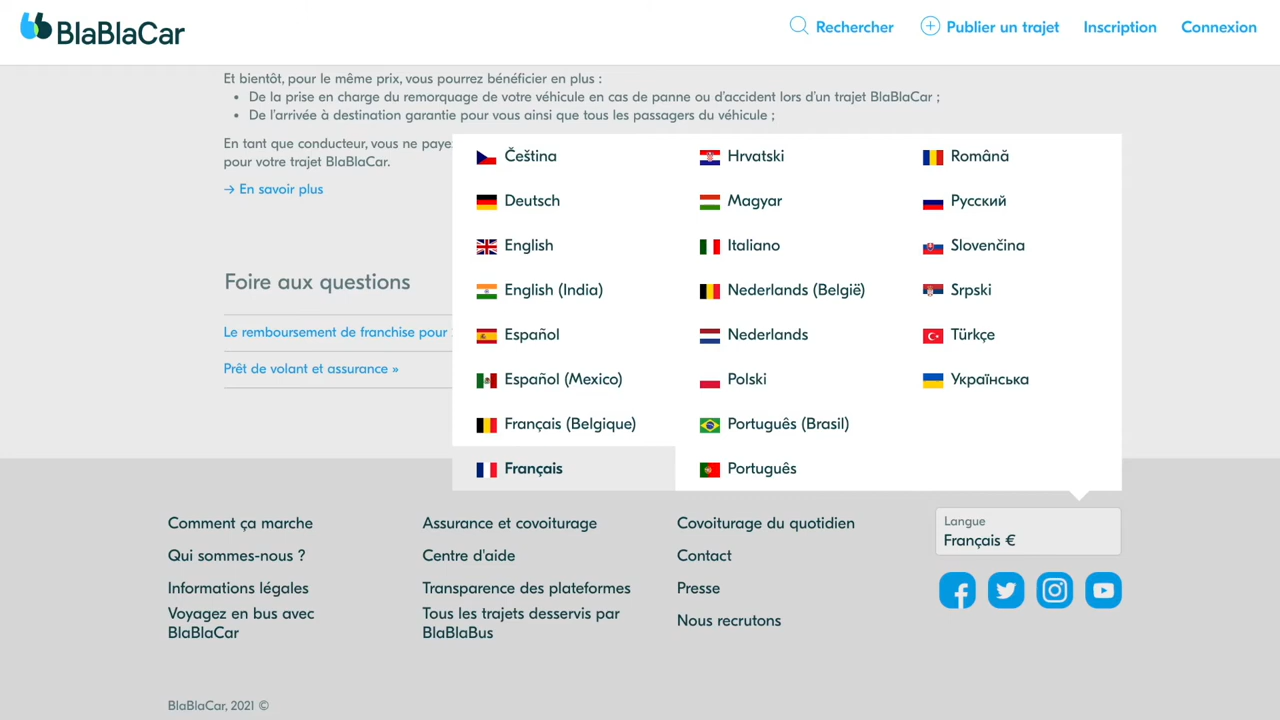 BlaBlaCar
Rechercher
Publier un trajet
Inscription
Connexion
Et bientôt, pour le même prix, vous pourrez bénéficier en plus :
• De la prise en charge du remorquage de votre véhicule en cas de panne ou d'accident lors d'un trajet BlaBlaCar ;
• De l'arrivée à destination garantie pour vous ainsi que tous les passagers du véhicule ;
En tant que conducteur, vous ne payez
pour votre trajet BlaBlaCar.
→ En savoir plus
Foire aux questions
Le remboursement de franchise pour
Prêt de volant et assurance »
Čeština
Deutsch
English
English (India)
Español
Español (Mexico)
Français (Belgique)
Français
Hrvatski
Magyar
Italiano
Nederlands (België)
Nederlands
Polski
Português (Brasil)
Português
Română
Русский
Slovenčina
Srpski
Türkçe
Українська
Comment ça marche
Qui sommes-nous ?
Informations légales
Voyagez en bus avec
BlaBlaCar
Assurance et covoiturage
Centre d'aide
Transparence des plateformes
Tous les trajets desservis par
BlaBlaBus
Covoiturage du quotidien
Contact
Presse
Nous recrutons
Langue
Français €
BlaBlaCar, 2021 ©